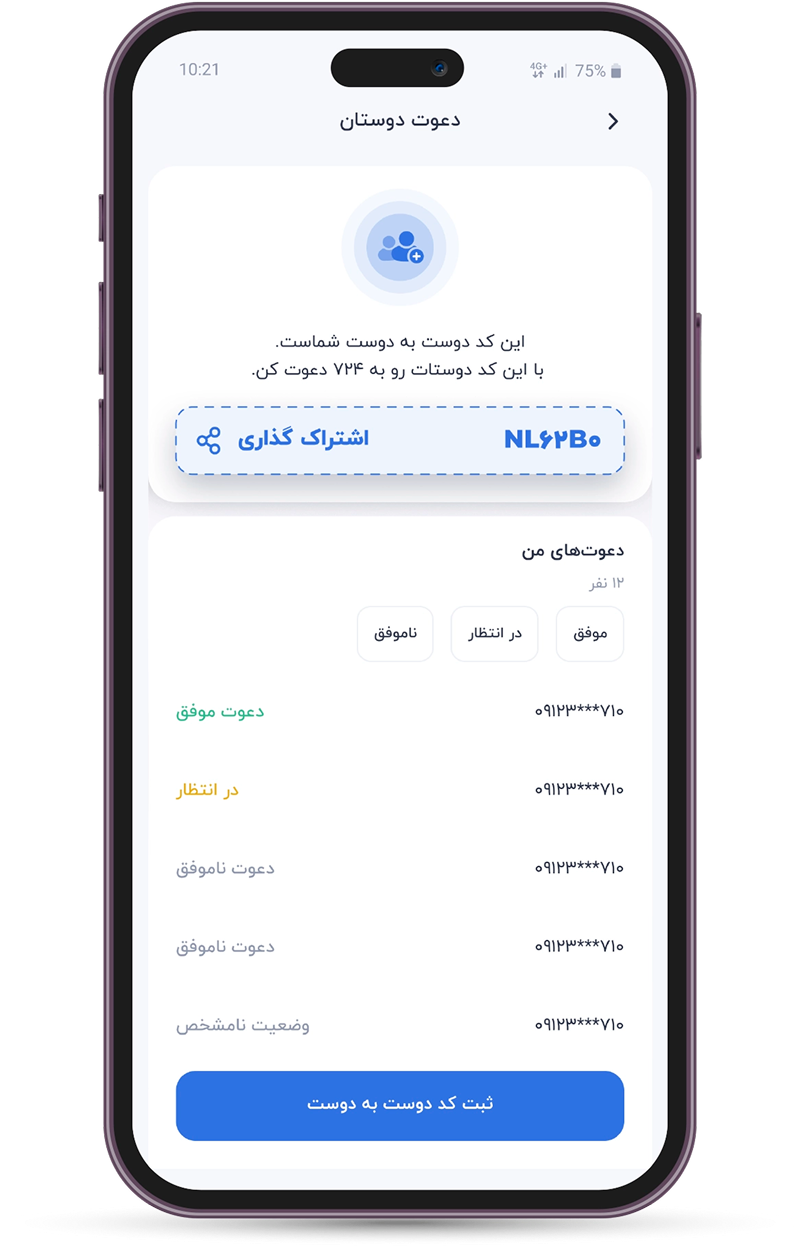 10:21
4G+ 75%
دعوت دوستان
این کد دوست به دوست شماست.
با این کد دوستات رو به ۷۲۴ دعوت کن.
NL۶۲B۰ اشتراک گذاری
دعوت‌های من
۱۲ نفر
موفق در انتظار ناموفق
۰۹۱۲۳***۷۱۰ دعوت موفق
۰۹۱۲۳***۷۱۰ در انتظار
۰۹۱۲۳***۷۱۰ دعوت ناموفق
۰۹۱۲۳***۷۱۰ دعوت ناموفق
۰۹۱۲۳***۷۱۰ وضعیت نامشخص
ثبت کد دوست به دوست